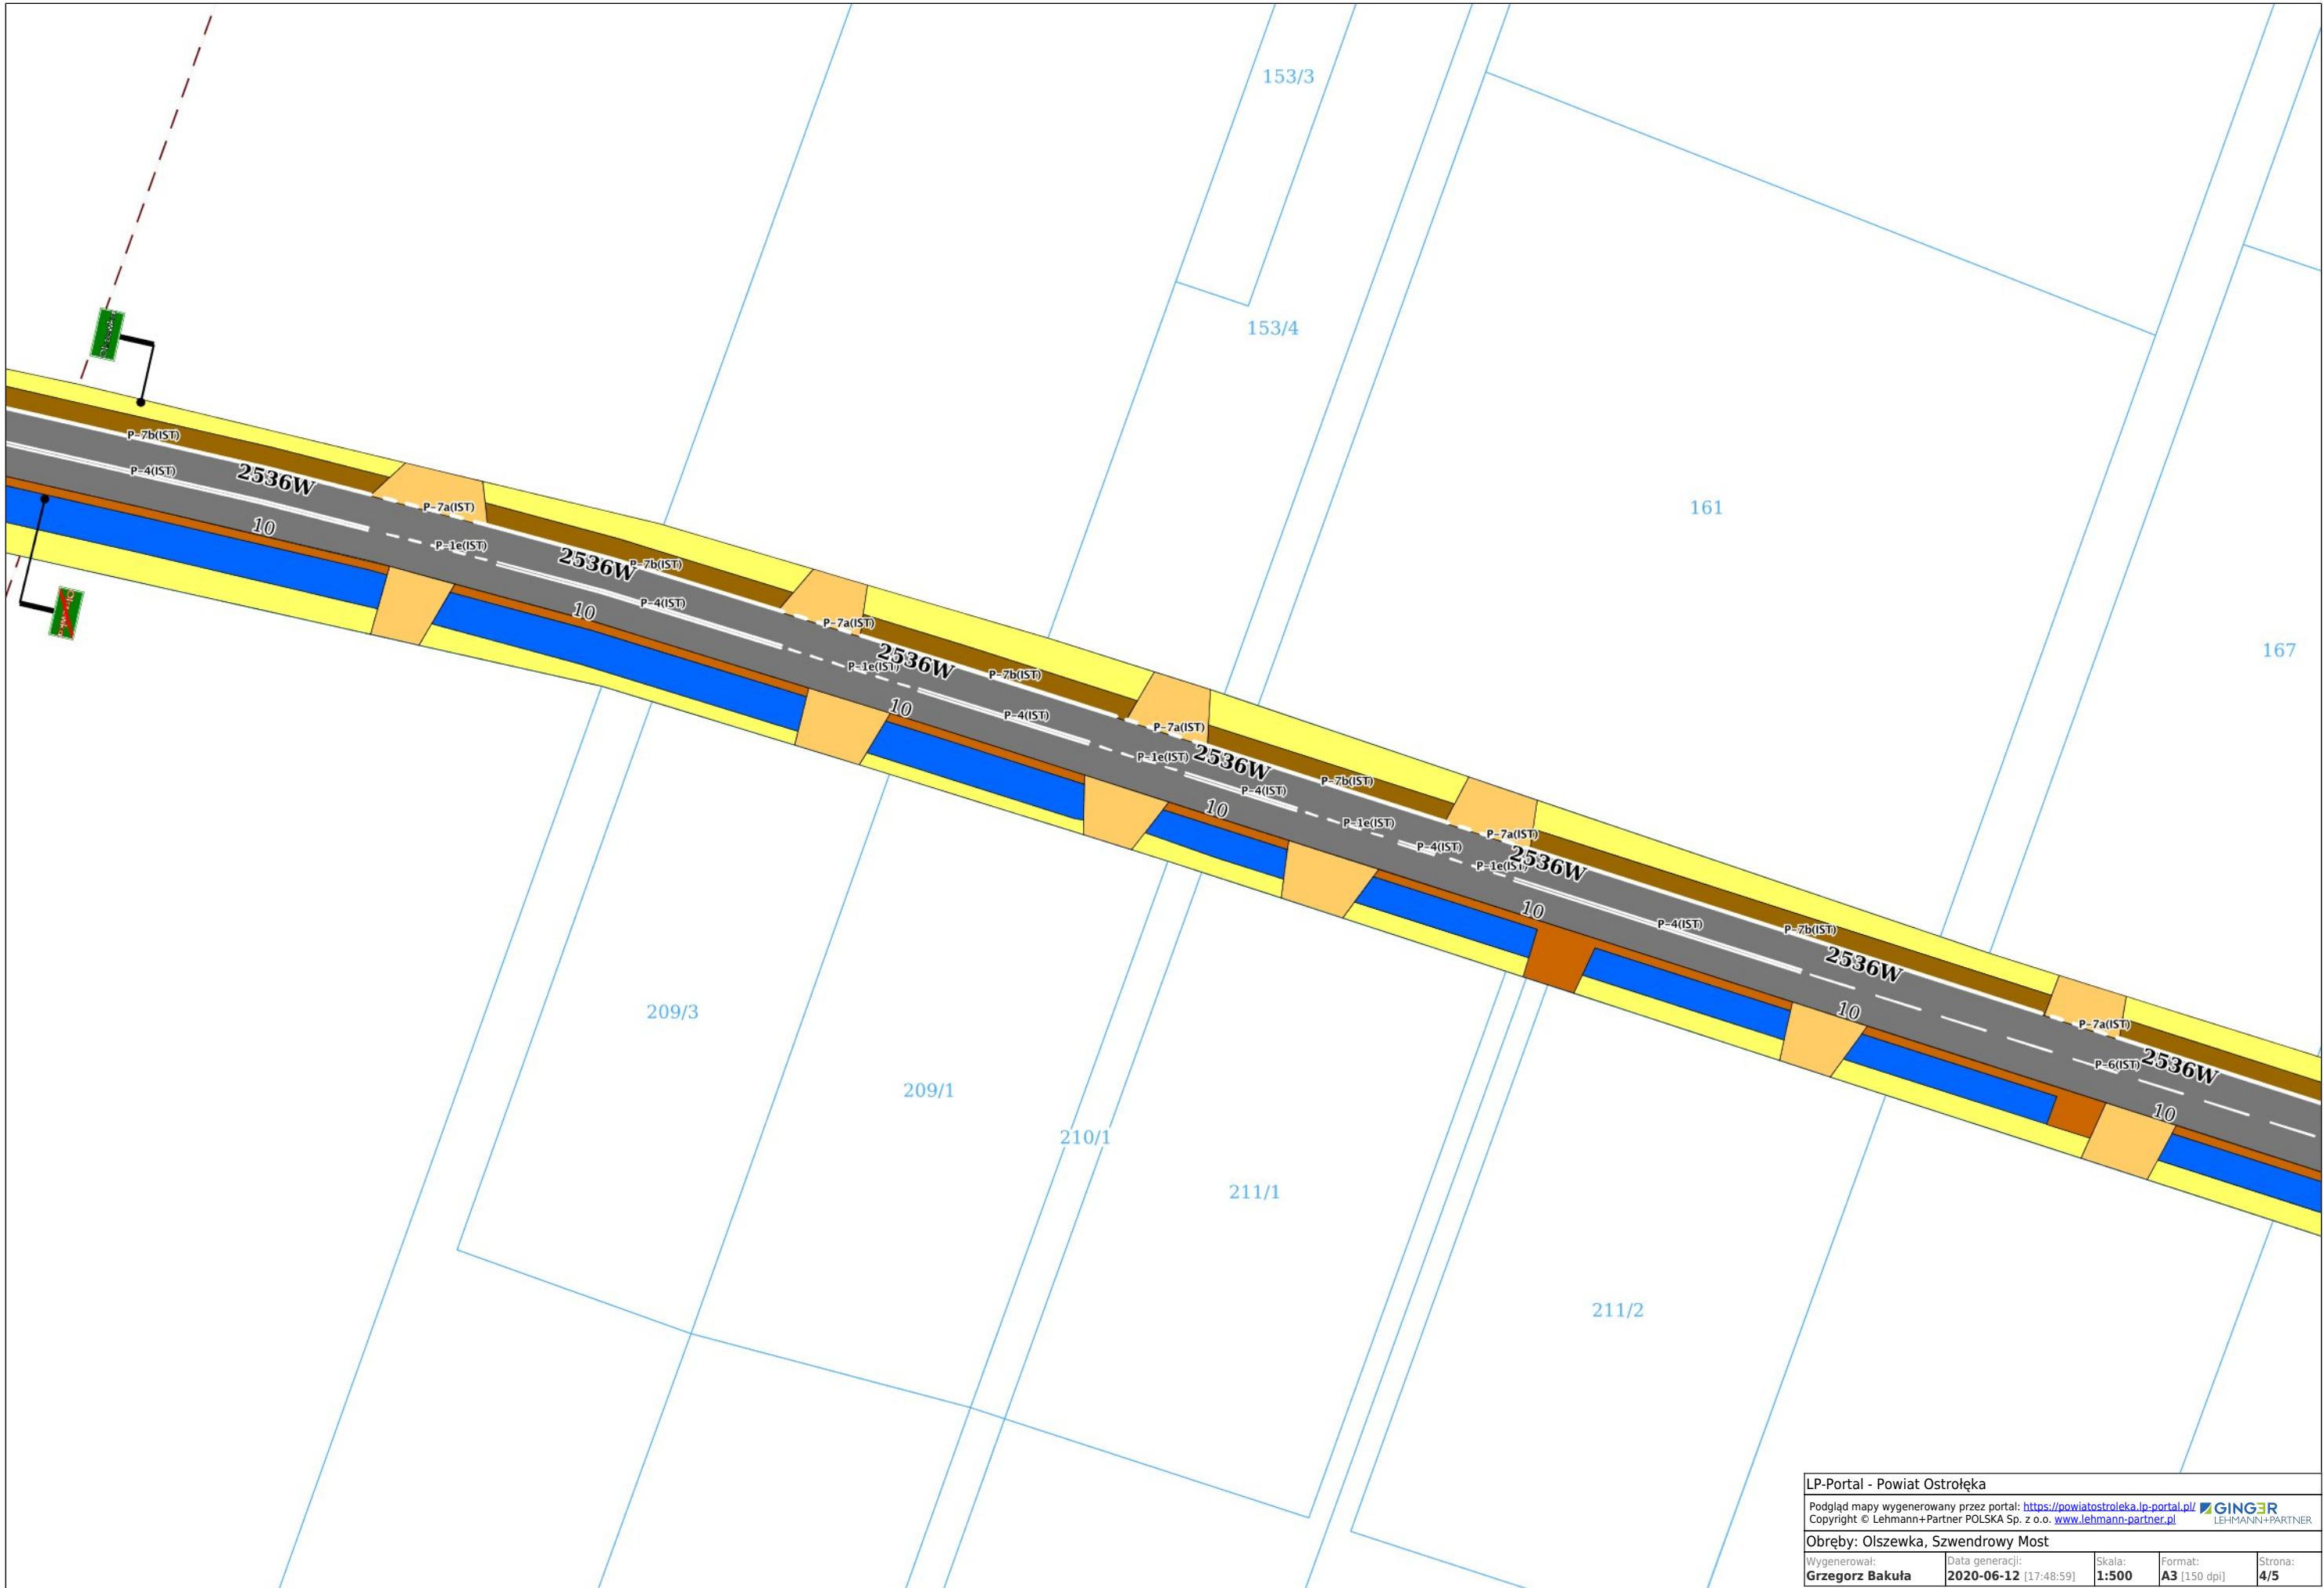 153/3
153/4
161
167
P-7b(IST)
P-4(IST)
2536W
10
P-7a(IST)
P-1e(IST)
2536W
P-7b(IST)
10
P-4(IST)
P-7a(IST)
P-1e(IST)
2536W
P-7b(IST)
10
P-4(IST)
P-7a(IST)
P-1e(IST)
2536W
P-7b(IST)
10
P-4(IST)
P-1e(IST)
P-7a(IST)
P-4(IST)
P-1e(IST)
2536W
10
P-4(IST)
P-7b(IST)
2536W
10
P-7a(IST)
P-6(IST)
2536W
10
209/3
209/1
210/1
211/1
211/2
LP-Portal - Powiat Ostrołęka
Podgląd mapy wygenerowany przez portal: https://powiatostroleka.lp-portal.pl/
Copyright © Lehmann+Partner POLSKA Sp. z o.o. www.lehmann-partner.pl
GINGER
LEHMANN+PARTNER
Obręby: Olszewka, Szwendrowy Most
Wygenerował: Data generacji: Skala: Format: Strona:
Grzegorz Bakuła 2020-06-12 [17:48:59] 1:500 A3 [150 dpi] 4/5